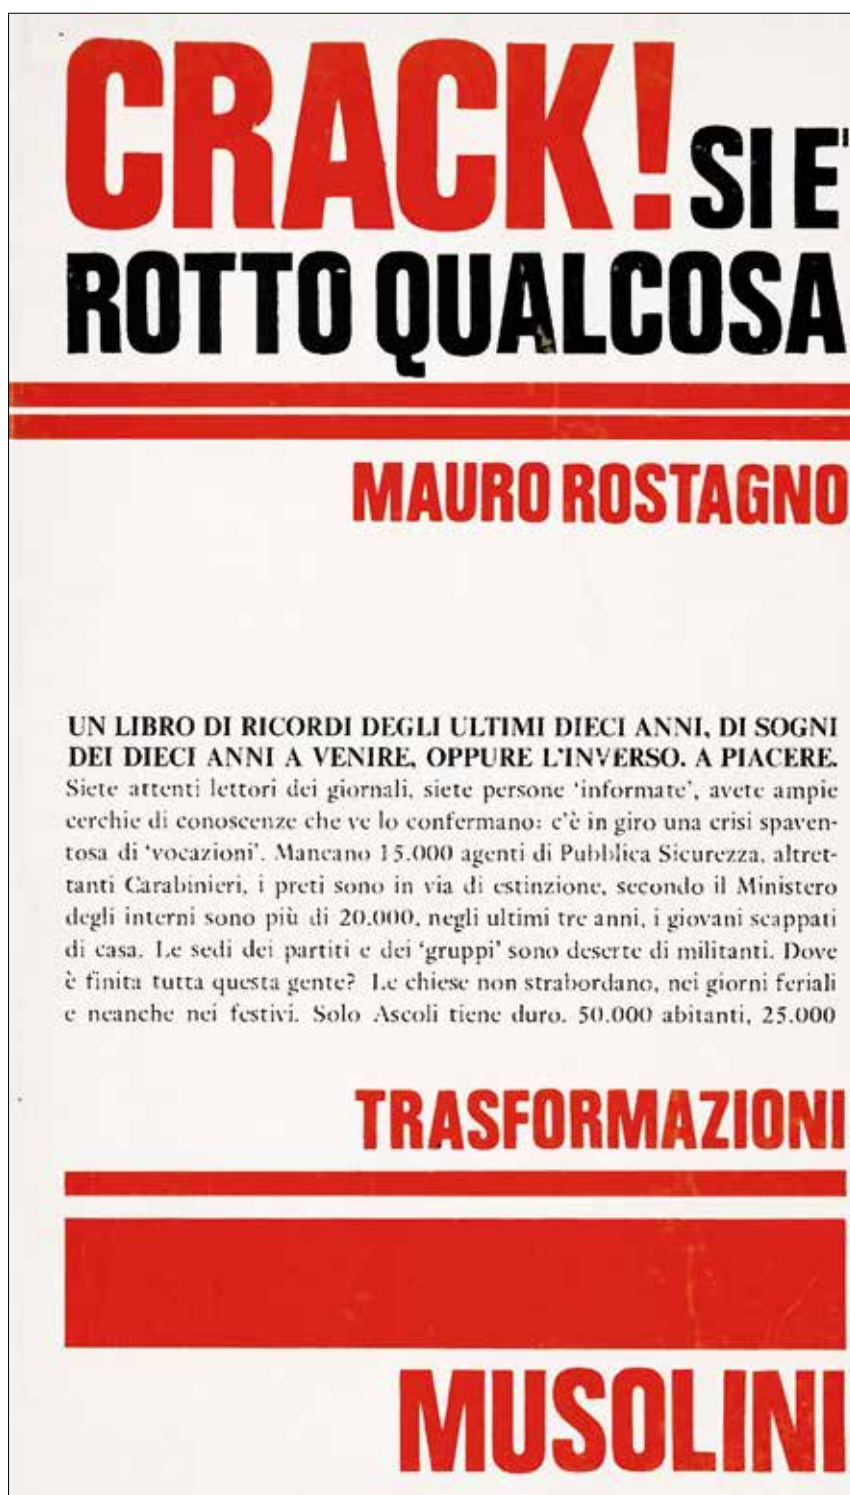 CRACK! SI E'
ROTTO QUALCOSA
MAURO ROSTAGNO
UN LIBRO DI RICORDI DEGLI ULTIMI DIECI ANNI, DI SOGNI
DEI DIECI ANNI A VENIRE, OPPURE L'INVERSO. A PIACERE.
Siete attenti lettori dei giornali, siete persone 'informate', avete ampie
cerchie di conoscenze che ve lo confermano: c'è in giro una crisi spaven-
tosa di 'vocazioni'. Mancano 15.000 agenti di Pubblica Sicurezza, altret-
tanti Carabinieri, i preti sono in via di estinzione, secondo il Ministero
degli interni sono più di 20.000, negli ultimi tre anni, i giovani scappati
di casa. Le sedi dei partiti e dei 'gruppi' sono deserte di militanti. Dove
è finita tutta questa gente? Le chiese non strabordano, nei giorni feriali
e neanche nei festivi. Solo Ascoli tiene duro. 50.000 abitanti, 25.000
TRASFORMAZIONI
MUSOLINI